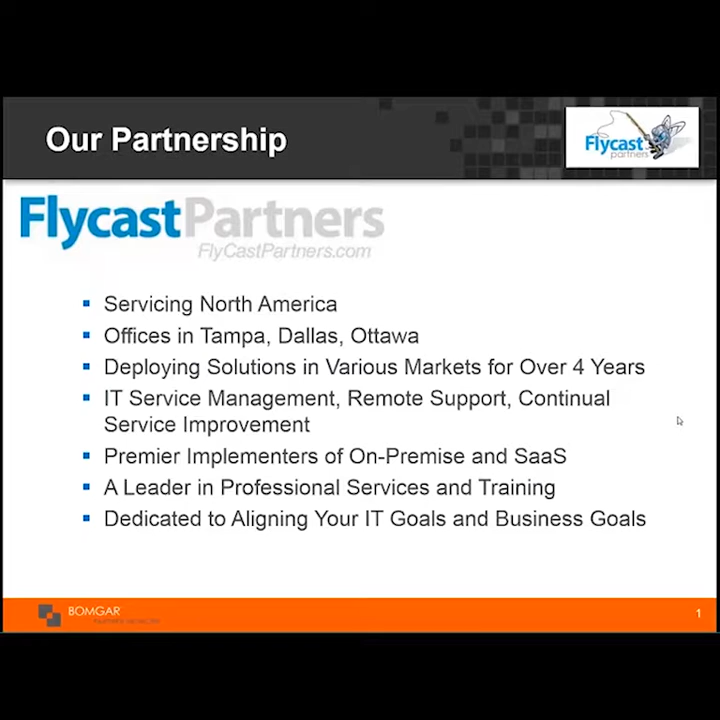 Our Partnership
Flycast
partners
FlycastPartners
FlyCastPartners.com
Servicing North America
Offices in Tampa, Dallas, Ottawa
Deploying Solutions in Various Markets for Over 4 Years
IT Service Management, Remote Support, Continual
Service Improvement
Premier Implementers of On-Premise and SaaS
A Leader in Professional Services and Training
Dedicated to Aligning Your IT Goals and Business Goals
BOMGAR
1